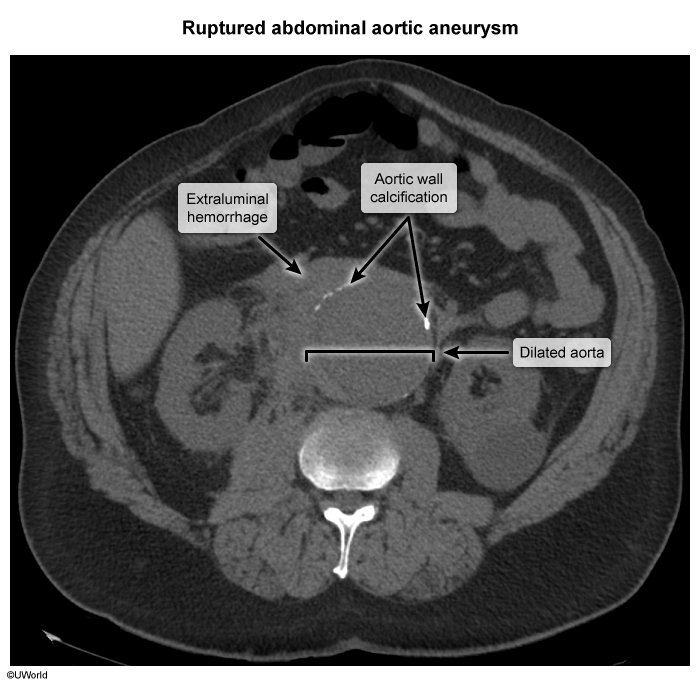 Ruptured abdominal aortic aneurysm
Extraluminal
hemorrhage
Aortic wall
calcification
Dilated aorta
©UWorld